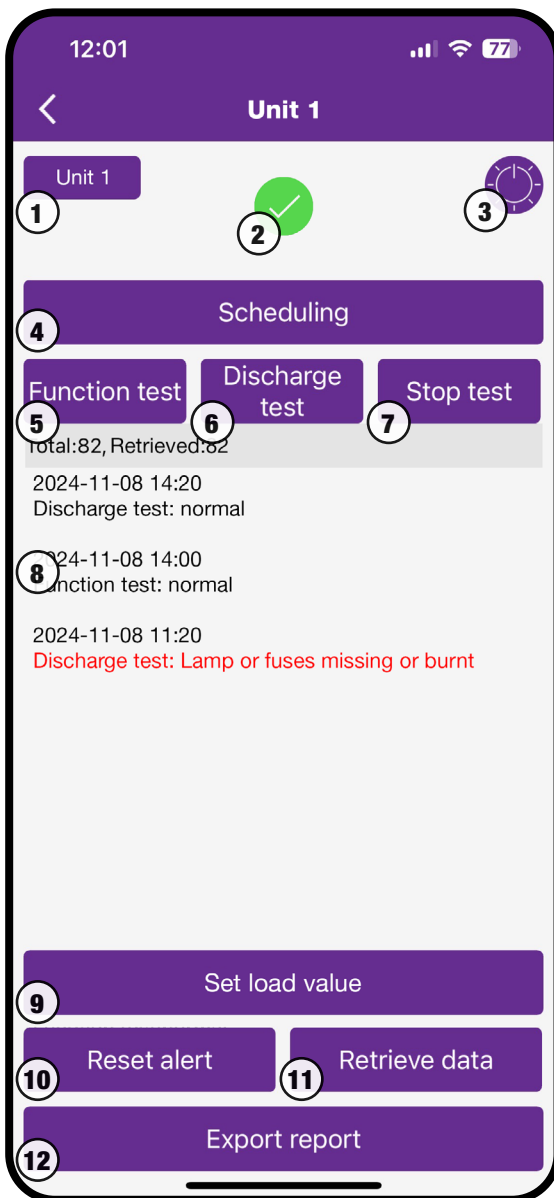 12:01
77
Unit 1
Unit 1
1
2
3
Scheduling
4
Function test
Discharge
test
Stop test
5
6
7
Total:82, Retrieved:82
2024-11-08 14:20
Discharge test: normal
2024-11-08 14:00
8
Function test: normal
2024-11-08 11:20
Discharge test: Lamp or fuses missing or burnt
Set load value
9
Reset alert
Retrieve data
10
11
Export report
12